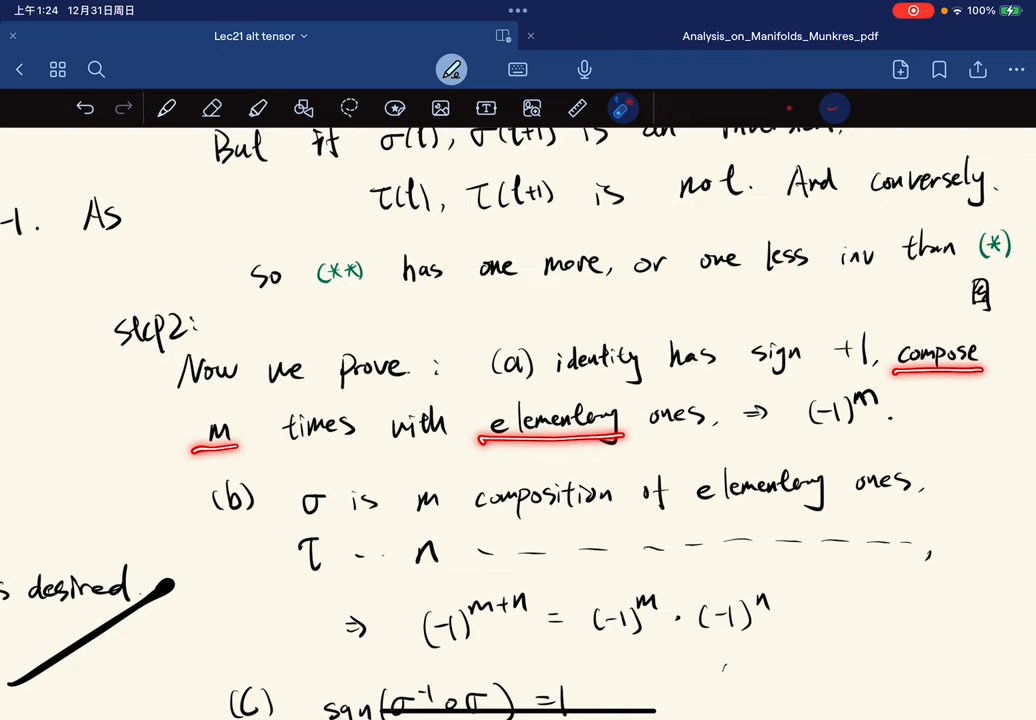 上午1:24 12月31日周日
100%
Lec21 alt tensor
Analysis_on_Manifolds_Munkres_pdf
But if σ(l), σ(l+1) is an inversion,
τ(l), τ(l+1) is not. And conversely.
-1. As
so (**) has one more, or one less inv than (*)
step2:
Now we prove : (a) identity has sign +1, compose
m times with elementary ones, ⇒ (-1)^m.
(b) σ is m composition of elementary ones,
τ .. n - - - - - - - - - ,
s desired.
⇒ (-1)^{m+n} = (-1)^m · (-1)^n
(c) sgn(σ^{-1} ∘ σ) = 1